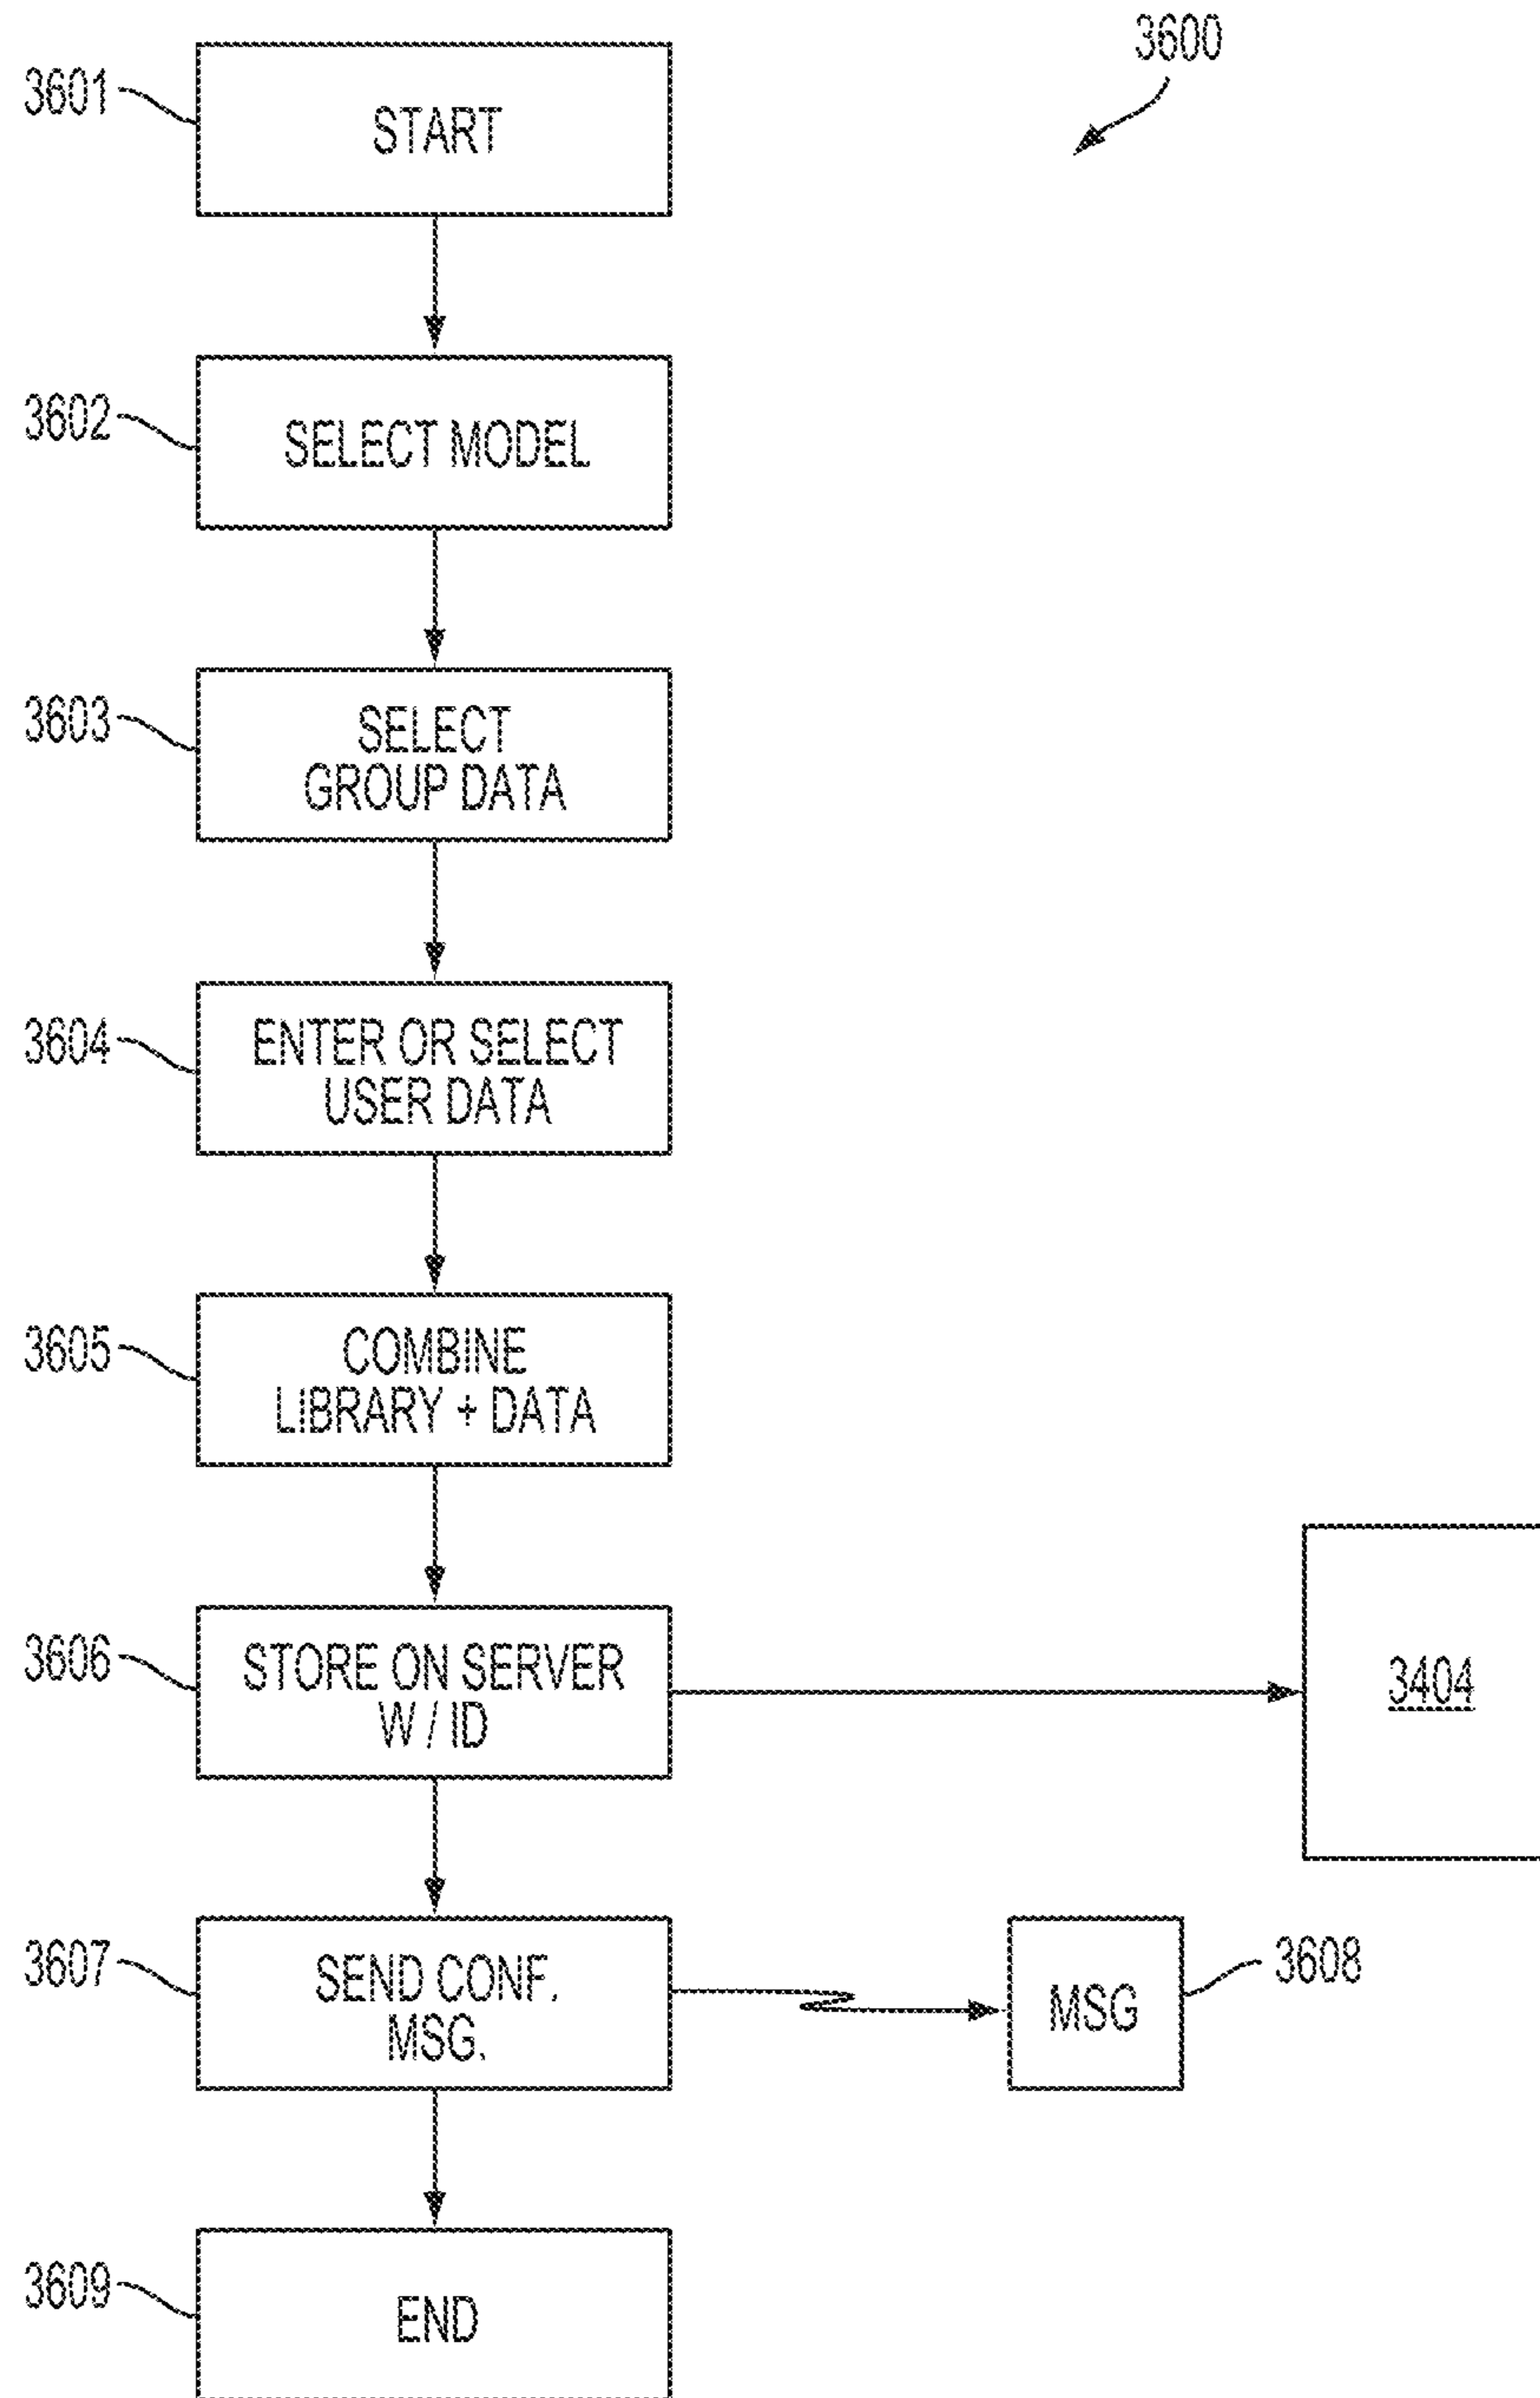 3600
3601
START
3602
SELECT MODEL
3603
SELECT
GROUP DATA
3604
ENTER OR SELECT
USER DATA
3605
COMBINE
LIBRARY + DATA
3606
STORE ON SERVER
W / ID
3404
3607
SEND CONF.
MSG.
MSG
3608
3609
END